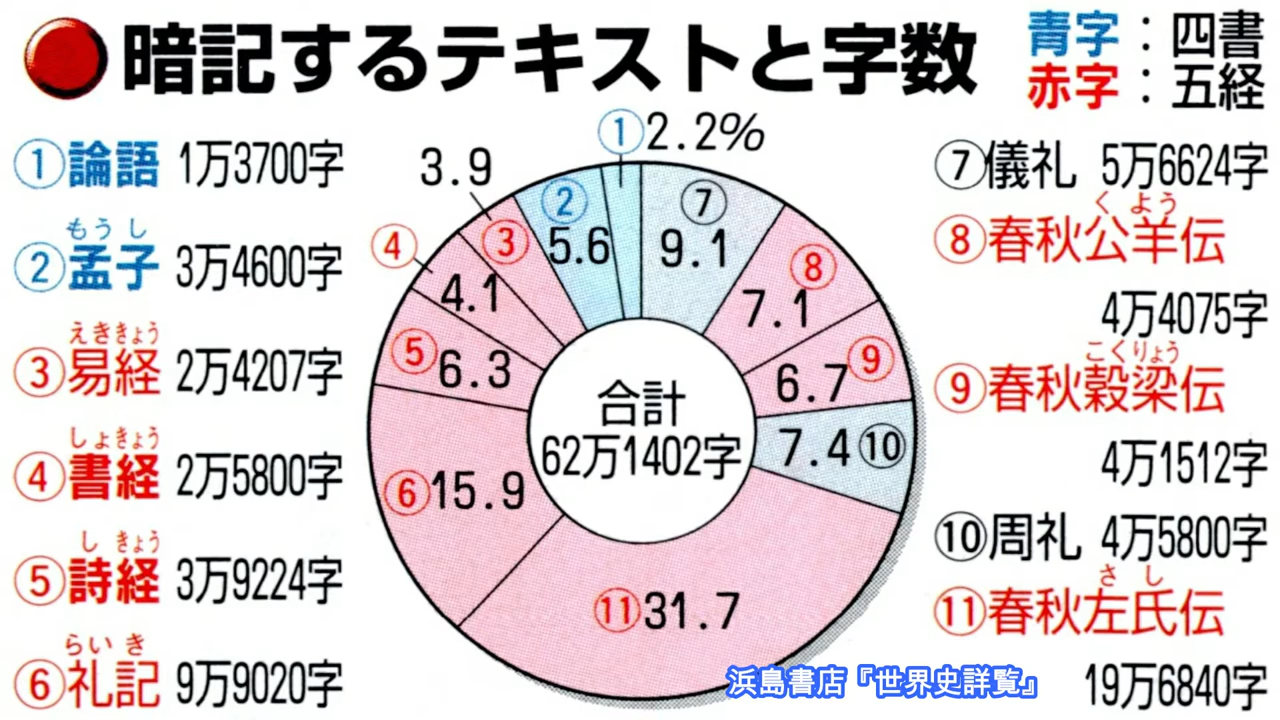 暗記するテキストと字数
青字：四書
赤字：五経
①論語 1万3700字
もうし
②孟子 3万4600字
えききょう
③易経 2万4207字
しょきょう
④書経 2万5800字
しきょう
⑤詩経 3万9224字
らいき
⑥礼記 9万9020字
①2.2%
②
5.6
3.9
③
④
4.1
⑤6.3
⑥15.9
⑦
9.1
⑧
7.1
⑨
6.7
7.4⑩
⑪31.7
合計
62万1402字
⑦儀礼 5万6624字
くよう
⑧春秋公羊伝
4万4075字
こくりょう
⑨春秋穀梁伝
4万1512字
⑩周礼 4万5800字
さし
⑪春秋左氏伝
19万6840字
浜島書店『世界史詳覧』